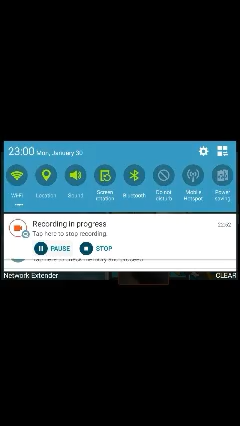 23:00 Mon, January 30
Wi-Fi Location Sound Screen rotation Bluetooth Do not disturb Mobile Hotspot Power saving
Recording in progress 22:52
Tap here to stop recording.
PAUSE STOP
Network Extender CLEAR